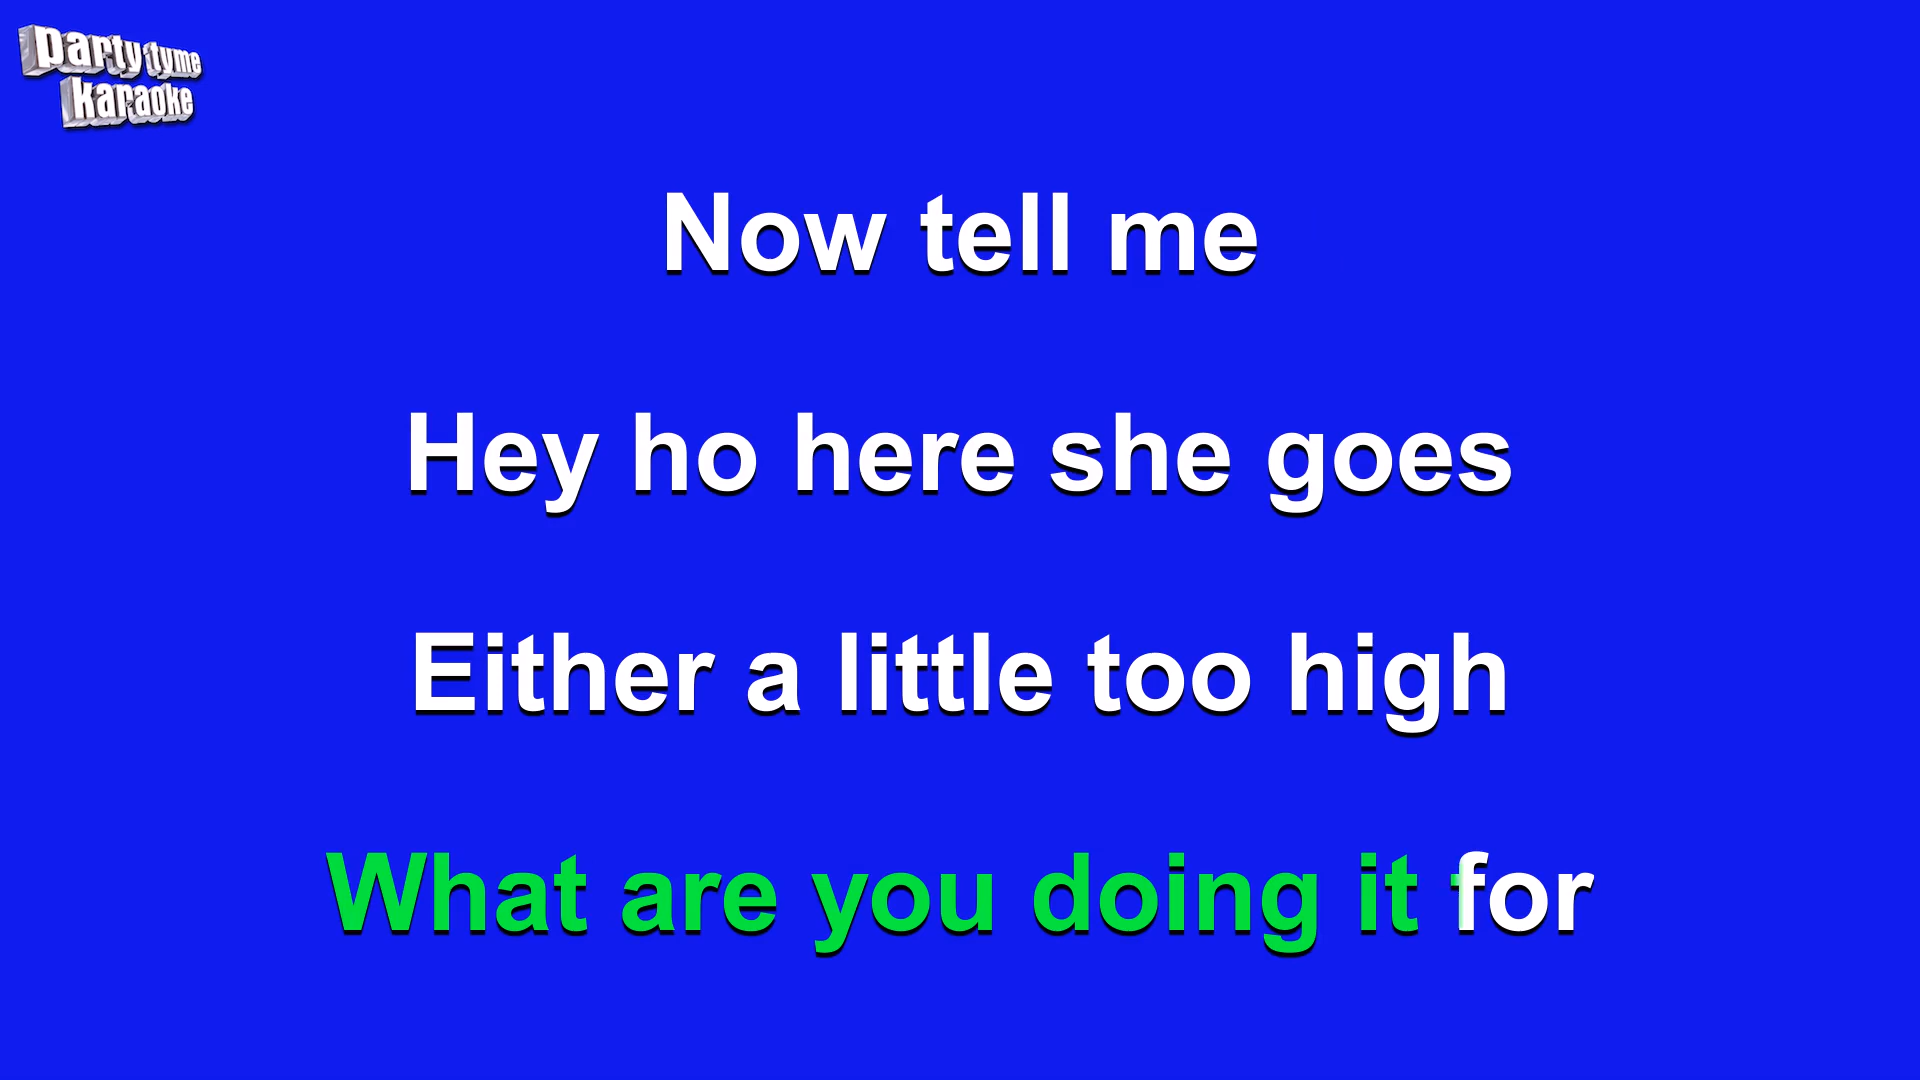 party tyme
karaoke
Now tell me
Hey ho here she goes
Either a little too high
What are you doing it for